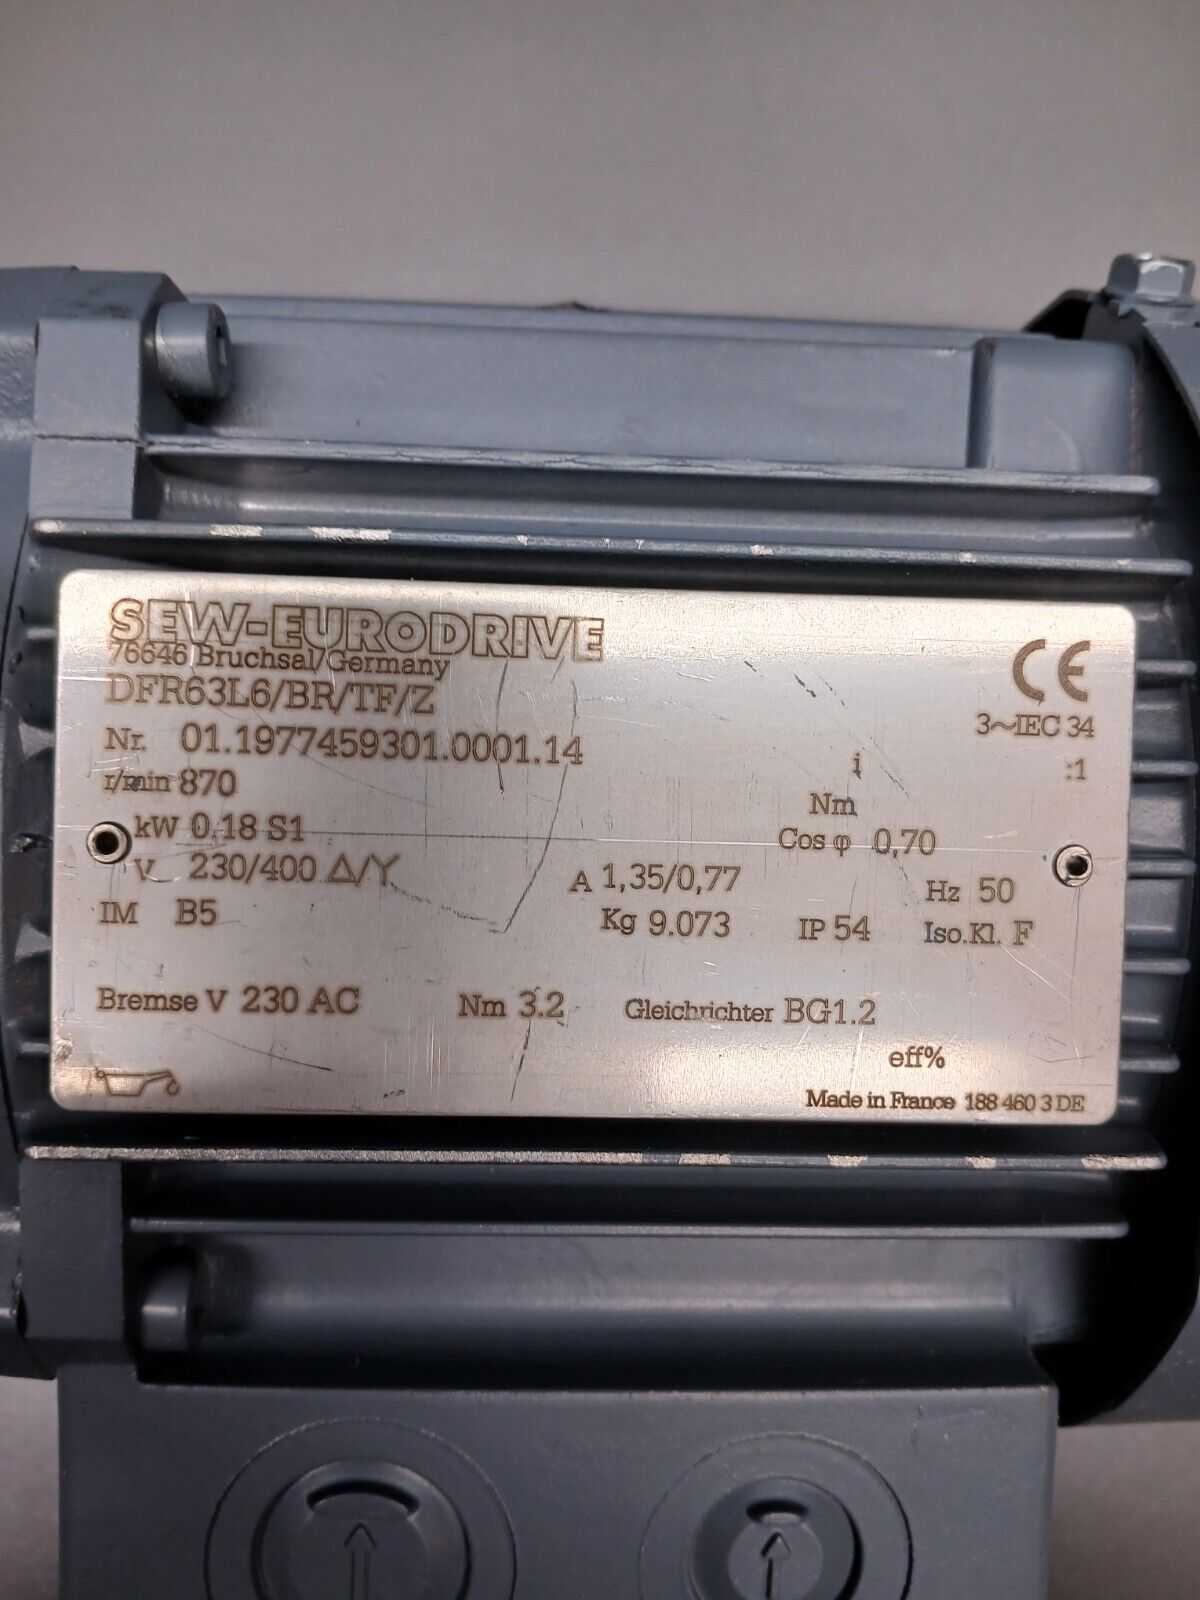 SEW-EURODRIVE
76646 Bruchsal/Germany
CE
DFR63L6/BR/TF/Z
3~IEC 34
Nr. 01.1977459301.0001.14
i :1
r/min 870
Nm
kW 0,18 S1
Cos φ 0,70
V 230/400 Δ/Y
A 1,35/0,77
Hz 50
IM B5
Kg 9.073
IP 54
Iso.Kl. F
Bremse V 230 AC
Nm 3.2
Gleichrichter BG1.2
eff%
Made in France 188 460 3 DE